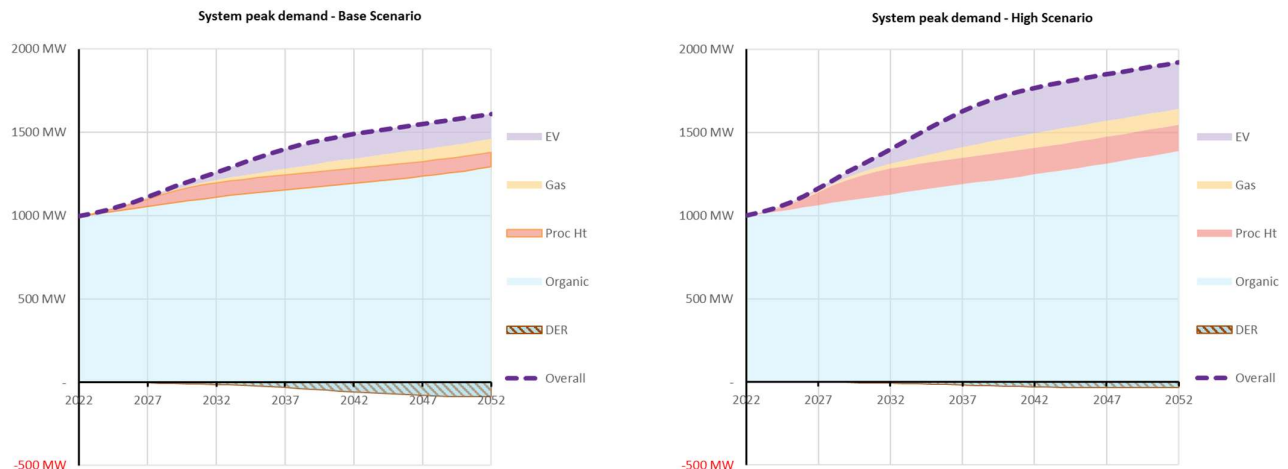 System peak demand - Base Scenario
2000 MW
1500 MW
1000 MW
500 MW
-
-500 MW
2022 2027 2032 2037 2042 2047 2052
EV
Gas
Proc Ht
Organic
DER
Overall
System peak demand - High Scenario
2000 MW
1500 MW
1000 MW
500 MW
-
-500 MW
2022 2027 2032 2037 2042 2047 2052
EV
Gas
Proc Ht
Organic
DER
Overall